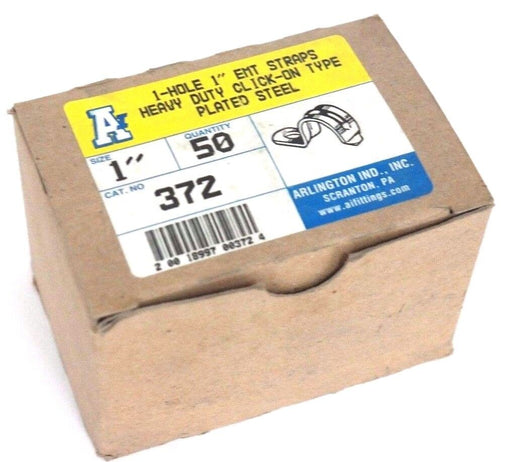 AI
1-HOLE 1" EMT STRAPS
HEAVY DUTY CLICK-ON TYPE
PLATED STEEL
SIZE 1"
QUANTITY 50
CAT. NO 372
2 00 18997 00372 4
ARLINGTON IND., INC.
SCRANTON, PA
www.aifittings.com